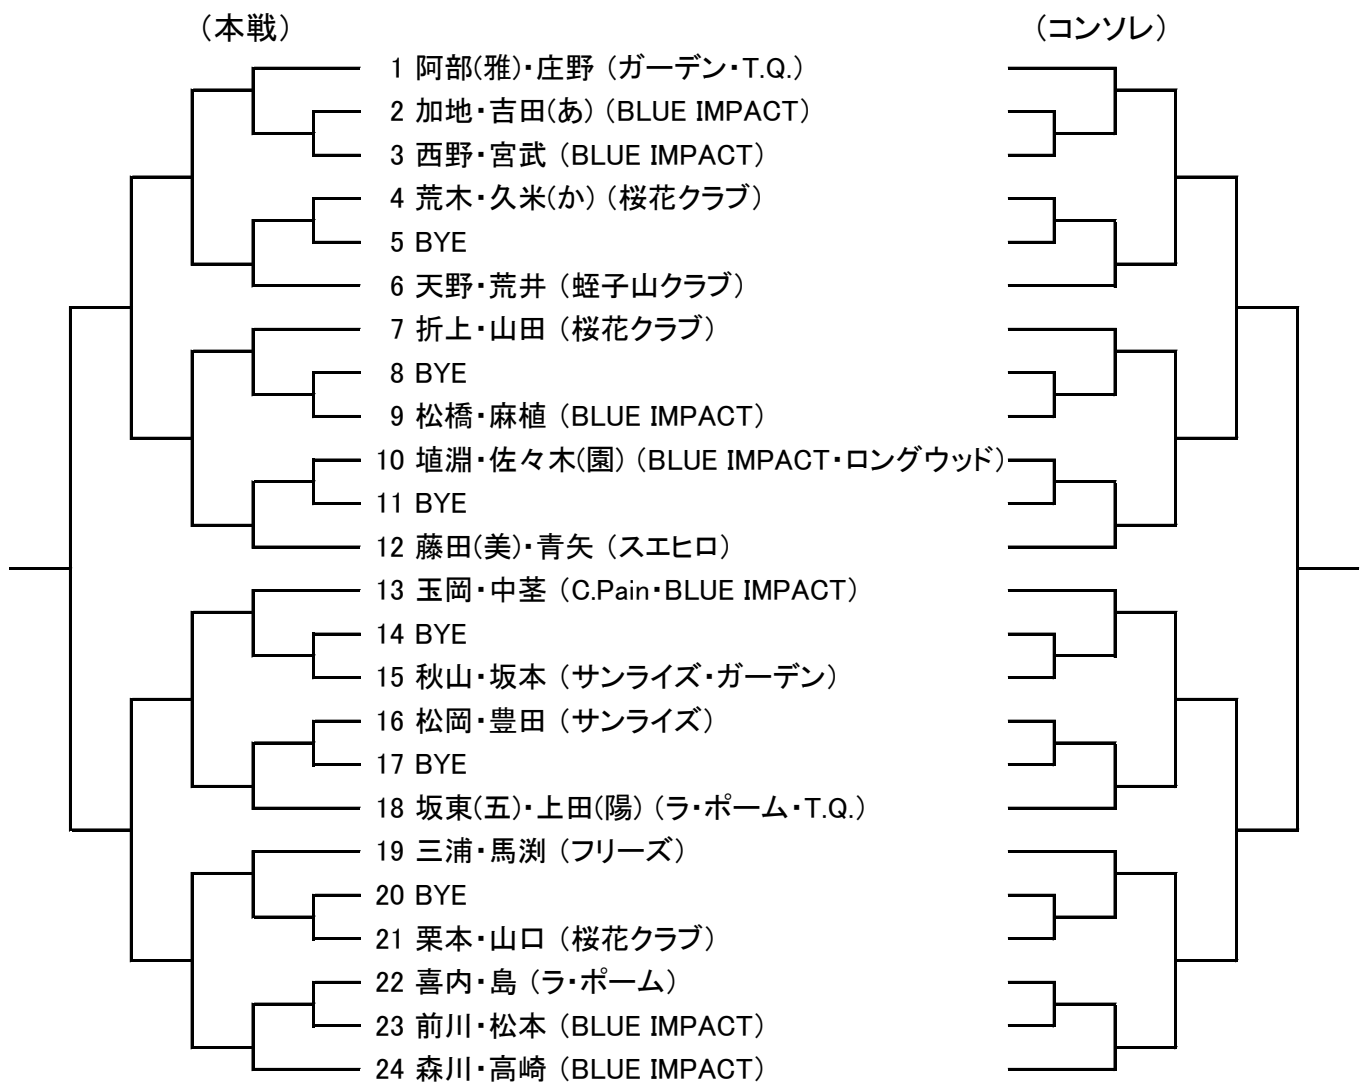 （本戦）
（コンソレ）
1 阿部(雅)・庄野 （ガーデン・T.Q.）
2 加地・吉田(あ) （BLUE IMPACT）
3 西野・宮武 （BLUE IMPACT）
4 荒木・久米(か) （桜花クラブ）
5 BYE
6 天野・荒井 （蛭子山クラブ）
7 折上・山田 （桜花クラブ）
8 BYE
9 松橋・麻植 （BLUE IMPACT）
10 埴淵・佐々木(園) （BLUE IMPACT・ロングウッド）
11 BYE
12 藤田(美)・青矢 （スエヒロ）
13 玉岡・中茎 （C.Pain・BLUE IMPACT）
14 BYE
15 秋山・坂本 （サンライズ・ガーデン）
16 松岡・豊田 （サンライズ）
17 BYE
18 坂東(五)・上田(陽) （ラ・ポーム・T.Q.）
19 三浦・馬渕 （フリーズ）
20 BYE
21 栗本・山口 （桜花クラブ）
22 喜内・島 （ラ・ポーム）
23 前川・松本 （BLUE IMPACT）
24 森川・高崎 （BLUE IMPACT）